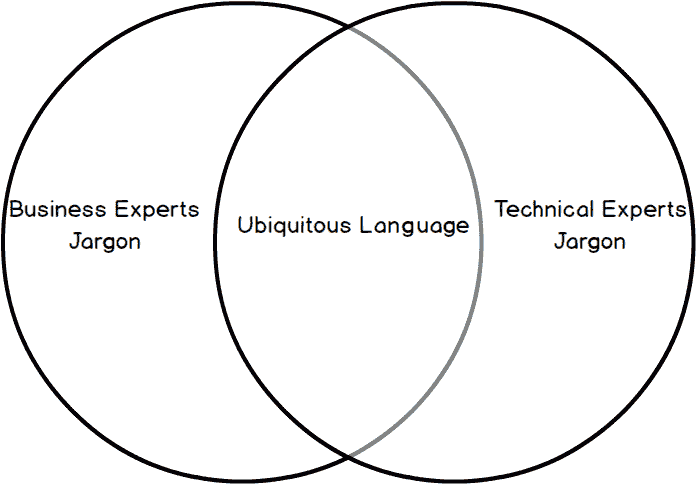 Business Experts
Jargon
Ubiquitous Language
Technical Experts
Jargon